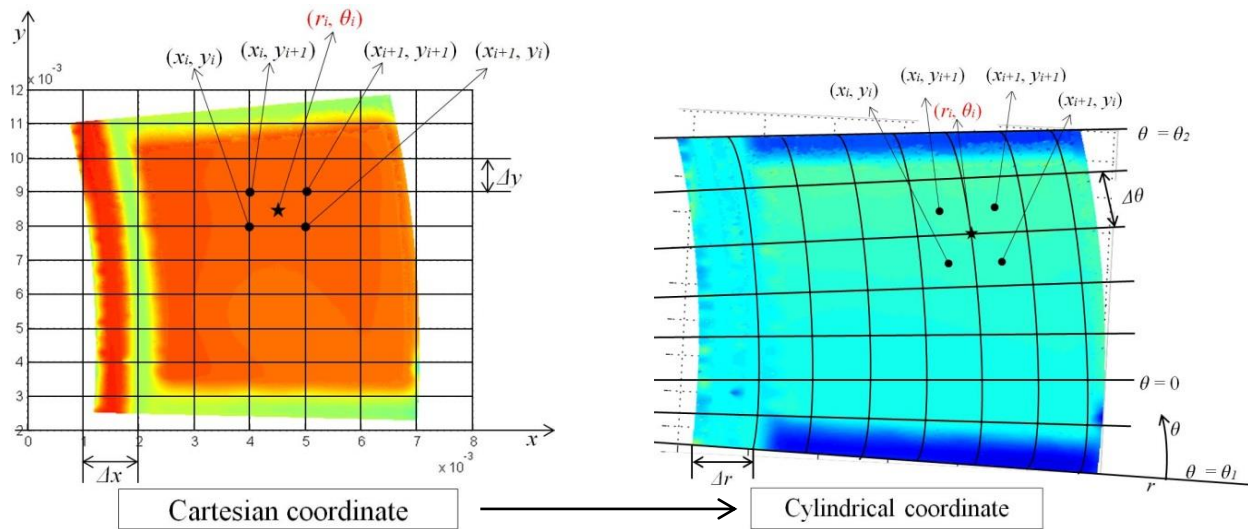 y
(rᵢ, θᵢ)
(xᵢ, yᵢ)
(xᵢ, yᵢ₊₁)
(xᵢ₊₁, yᵢ₊₁)
(xᵢ₊₁, yᵢ)
x 10⁻³
12
11
10
9
8
7
6
5
4
3
2
Δy
0
1
2
3
4
5
6
7
8
x
x 10⁻³
Δx
Cartesian coordinate
(xᵢ, yᵢ)
(xᵢ, yᵢ₊₁)
(rᵢ, θᵢ)
(xᵢ₊₁, yᵢ₊₁)
(xᵢ₊₁, yᵢ)
θ = θ₂
Δθ
θ = 0
θ
θ = θ₁
r
Δr
Cylindrical coordinate